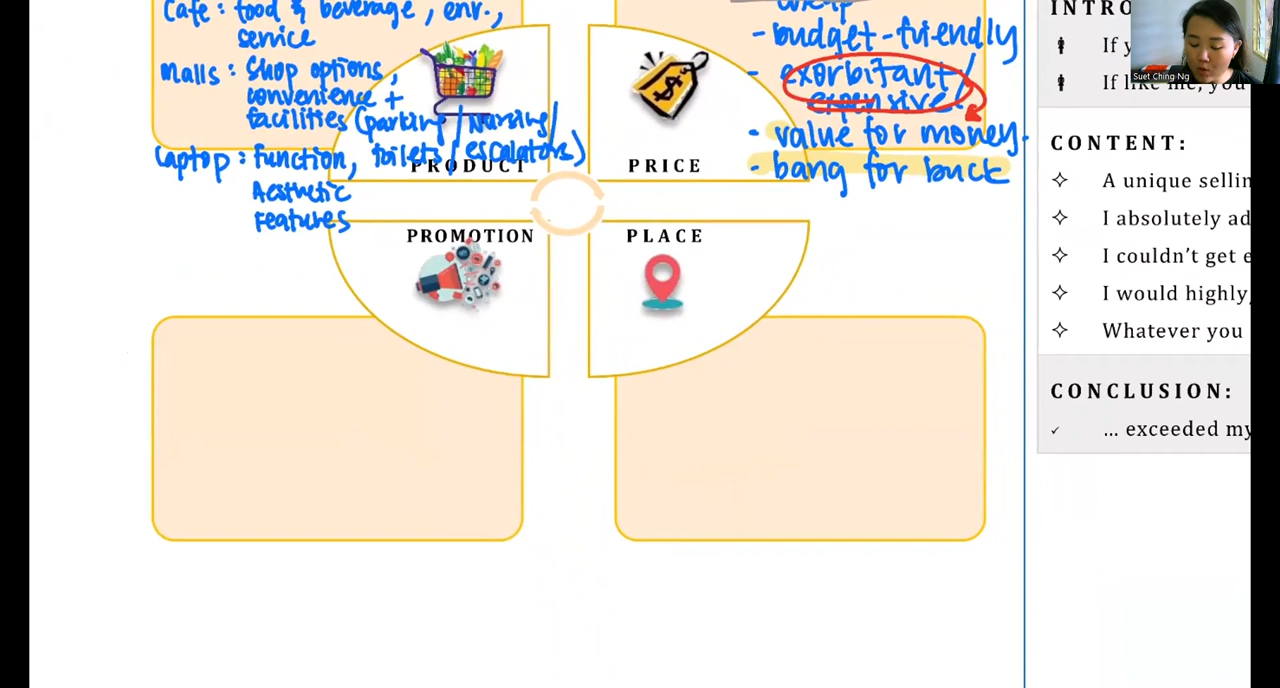 Cafe : food & beverage, env.,
service
Malls : Shop options,
convenience +
facilities (parking / Nursing/
toilets / escalators)
Laptop : Function,
Aesthetic
Features
cheap
- budget-friendly
- exorbitant /
expensive!
- value for money.
- bang for buck
PRODUCT
PRICE
PROMOTION
PLACE
INTRO
If y
If like me, you
CONTENT:
A unique sellin
I absolutely ad
I couldn't get e
I would highly
Whatever you
CONCLUSION:
✓ ... exceeded my
Suet Ching Ng